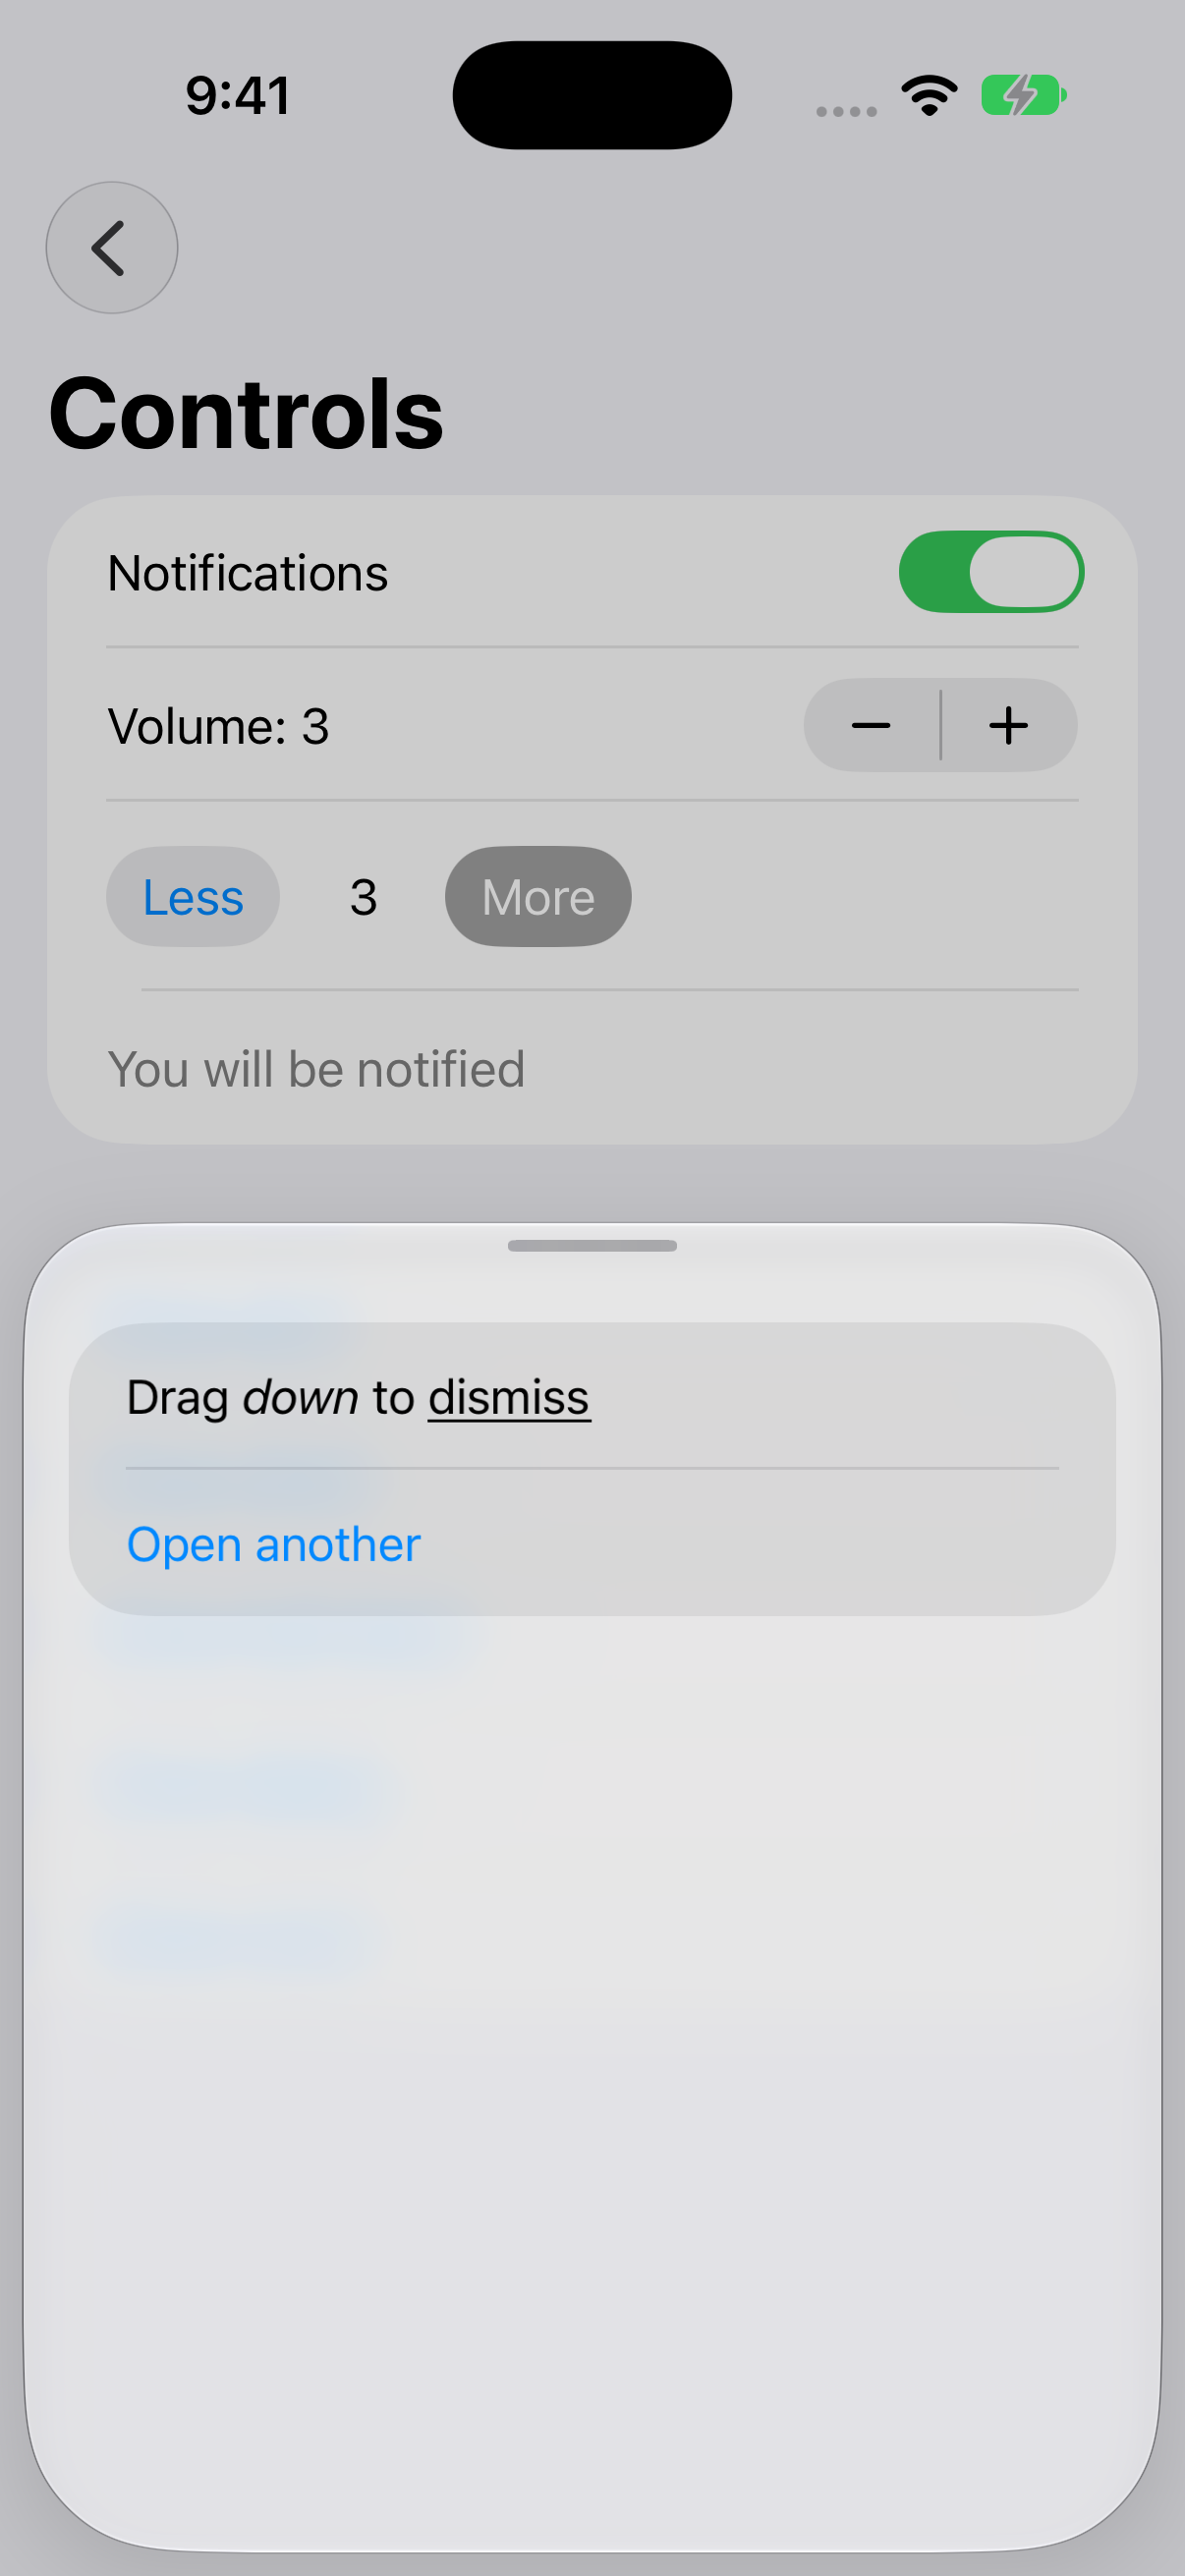 9:41
Controls
Notifications
Volume: 3
Less 3 More
You will be notified
Drag down to dismiss
Open another